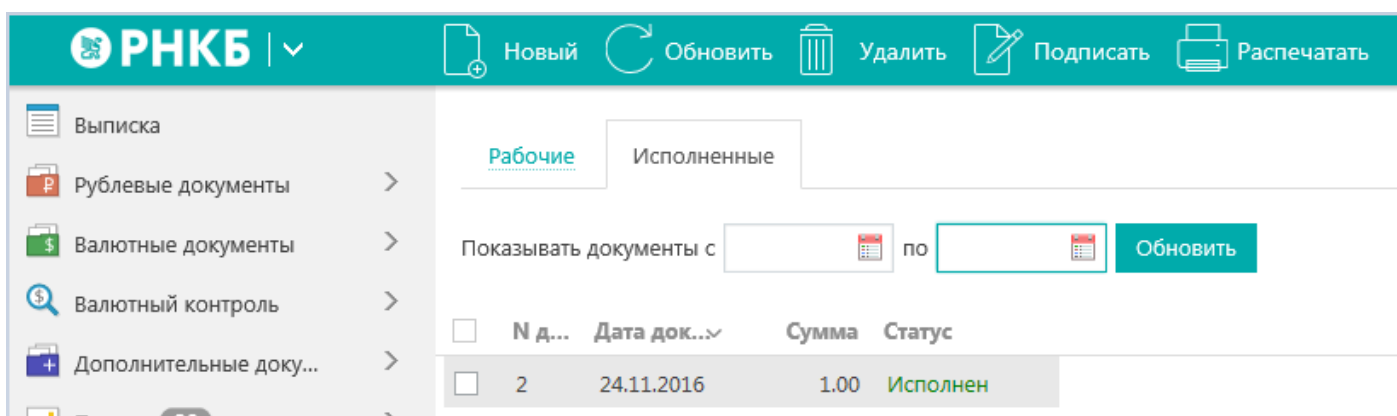 РНКБ
Новый Обновить Удалить Подписать Распечатать
Выписка
Рублевые документы
Валютные документы
Валютный контроль
Дополнительные доку...
Рабочие Исполненные
Показывать документы с по Обновить
N д... Дата док... Сумма Статус
2 24.11.2016 1.00 Исполнен